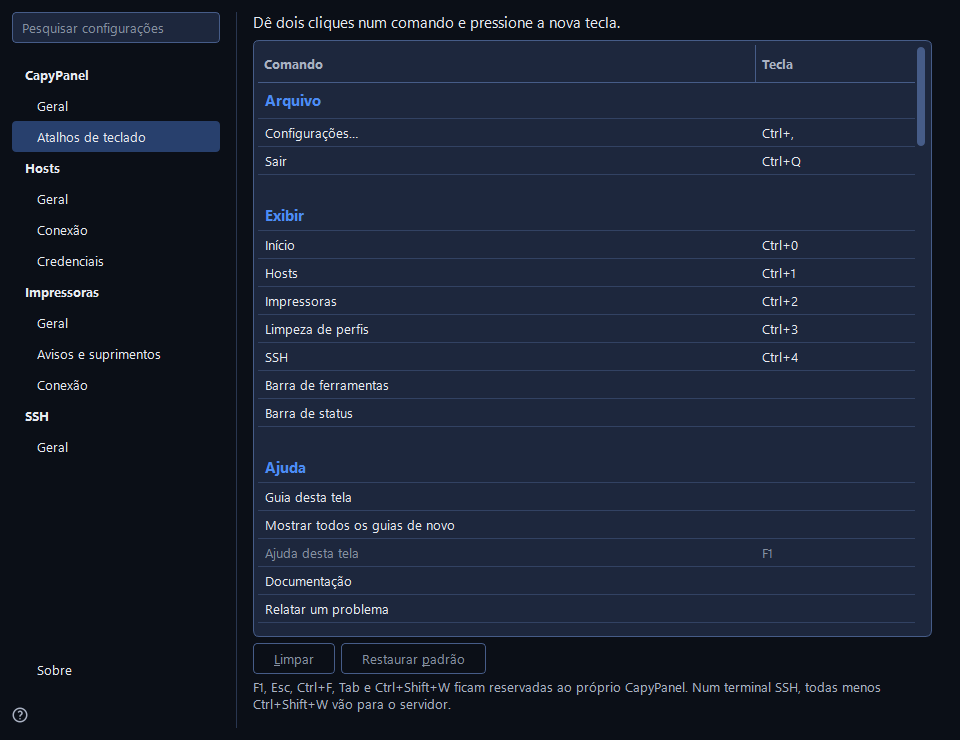 Pesquisar configurações
CapyPanel
Geral
Atalhos de teclado
Hosts
Geral
Conexão
Credenciais
Impressoras
Geral
Avisos e suprimentos
Conexão
SSH
Geral
Sobre
Dê dois cliques num comando e pressione a nova tecla.
Comando Tecla
Arquivo
Configurações... Ctrl+,
Sair Ctrl+Q
Exibir
Início Ctrl+0
Hosts Ctrl+1
Impressoras Ctrl+2
Limpeza de perfis Ctrl+3
SSH Ctrl+4
Barra de ferramentas
Barra de status
Ajuda
Guia desta tela
Mostrar todos os guias de novo
Ajuda desta tela F1
Documentação
Relatar um problema
Limpar Restaurar padrão
F1, Esc, Ctrl+F, Tab e Ctrl+Shift+W ficam reservadas ao próprio CapyPanel. Num terminal SSH, todas menos
Ctrl+Shift+W vão para o servidor.